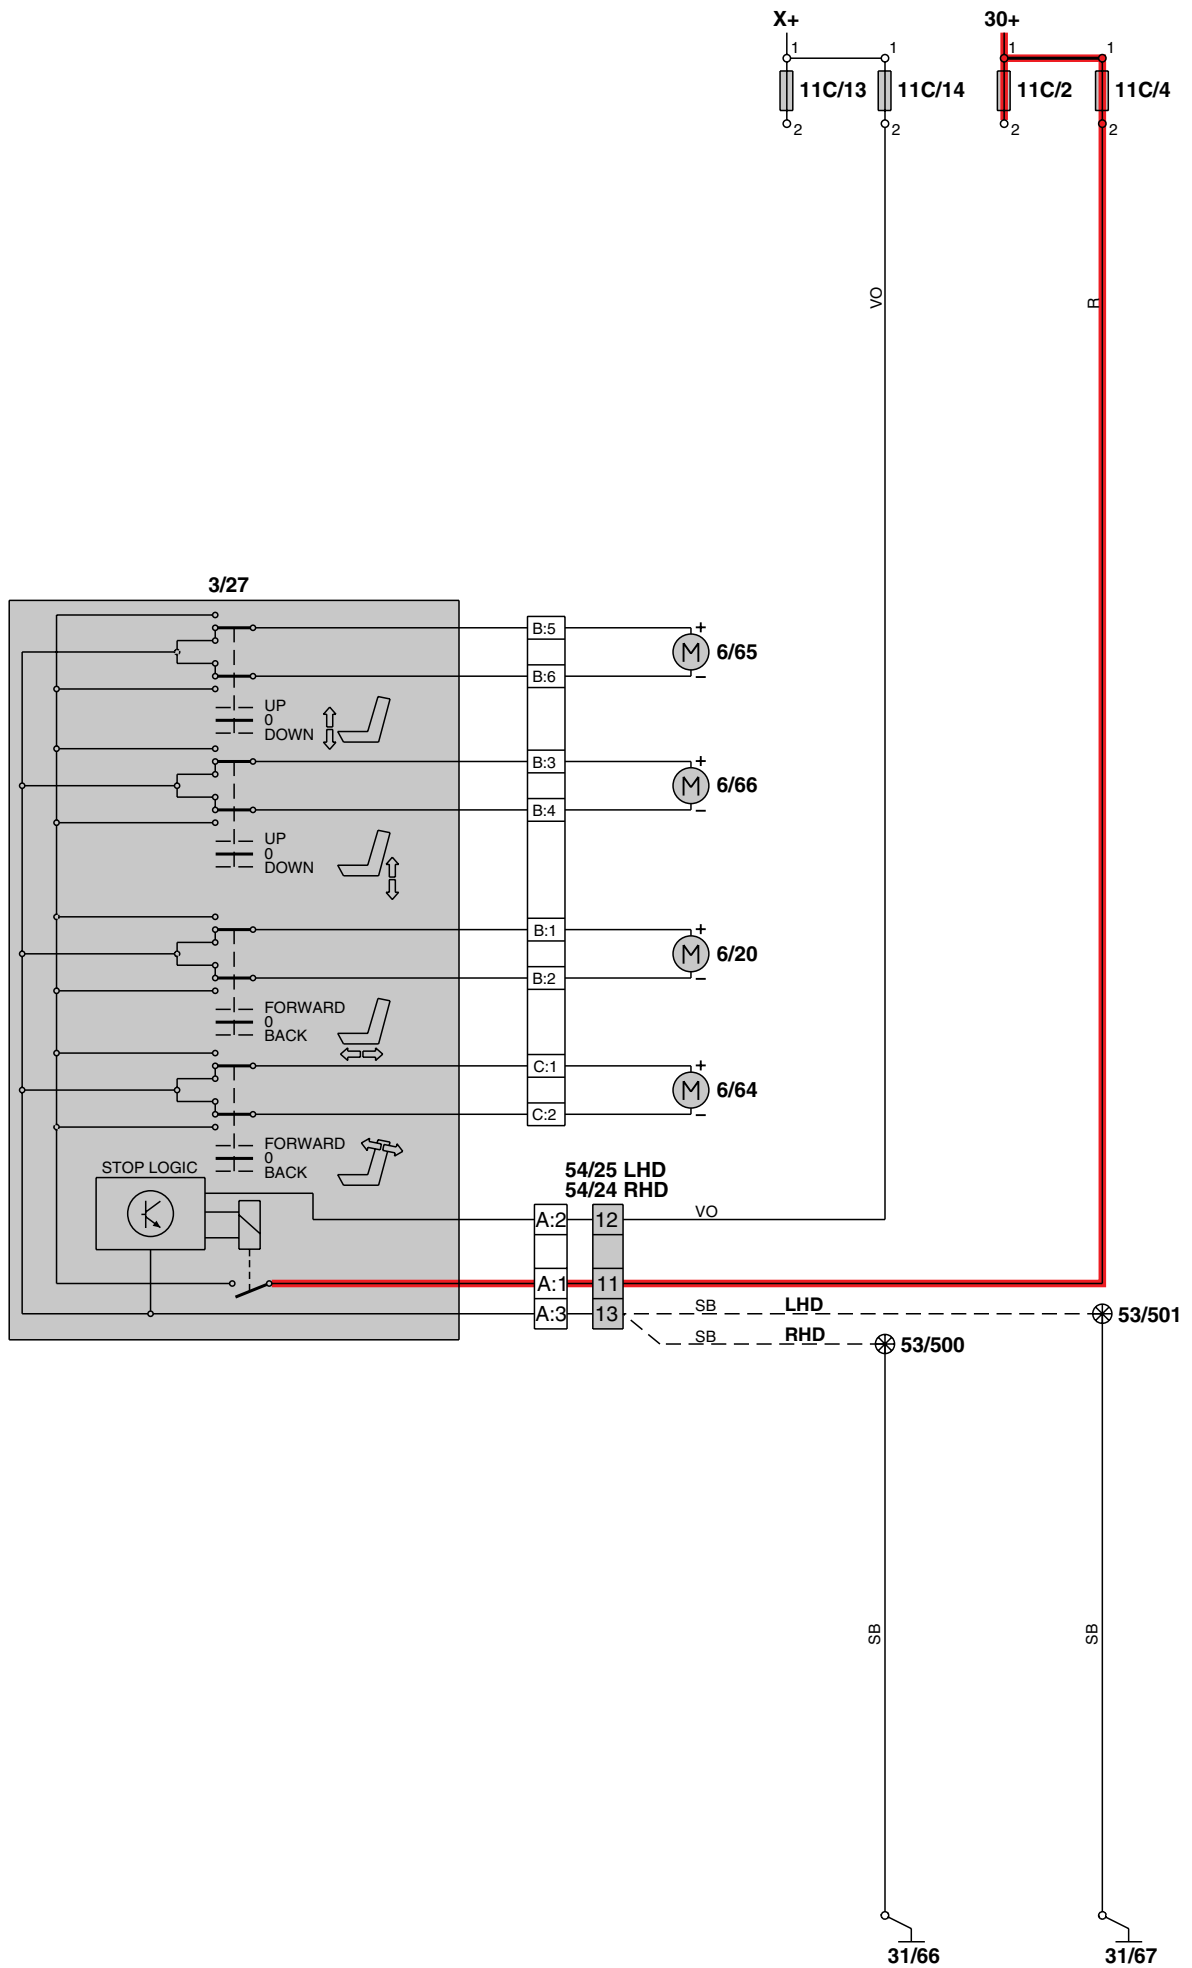 X+
30+
1
1
1
1
11C/13
11C/14
11C/2
11C/4
2
2
2
2
VO
R
3/27
B:5
+
M
6/65
B:6
−
UP
0
DOWN
B:3
+
M
6/66
B:4
−
UP
0
DOWN
B:1
+
M
6/20
B:2
−
FORWARD
0
BACK
C:1
+
M
6/64
C:2
−
FORWARD
0
BACK
STOP LOGIC
54/25 LHD
54/24 RHD
A:2
12
VO
A:1
11
A:3
13
SB
LHD
53/501
SB
RHD
53/500
SB
SB
31/66
31/67